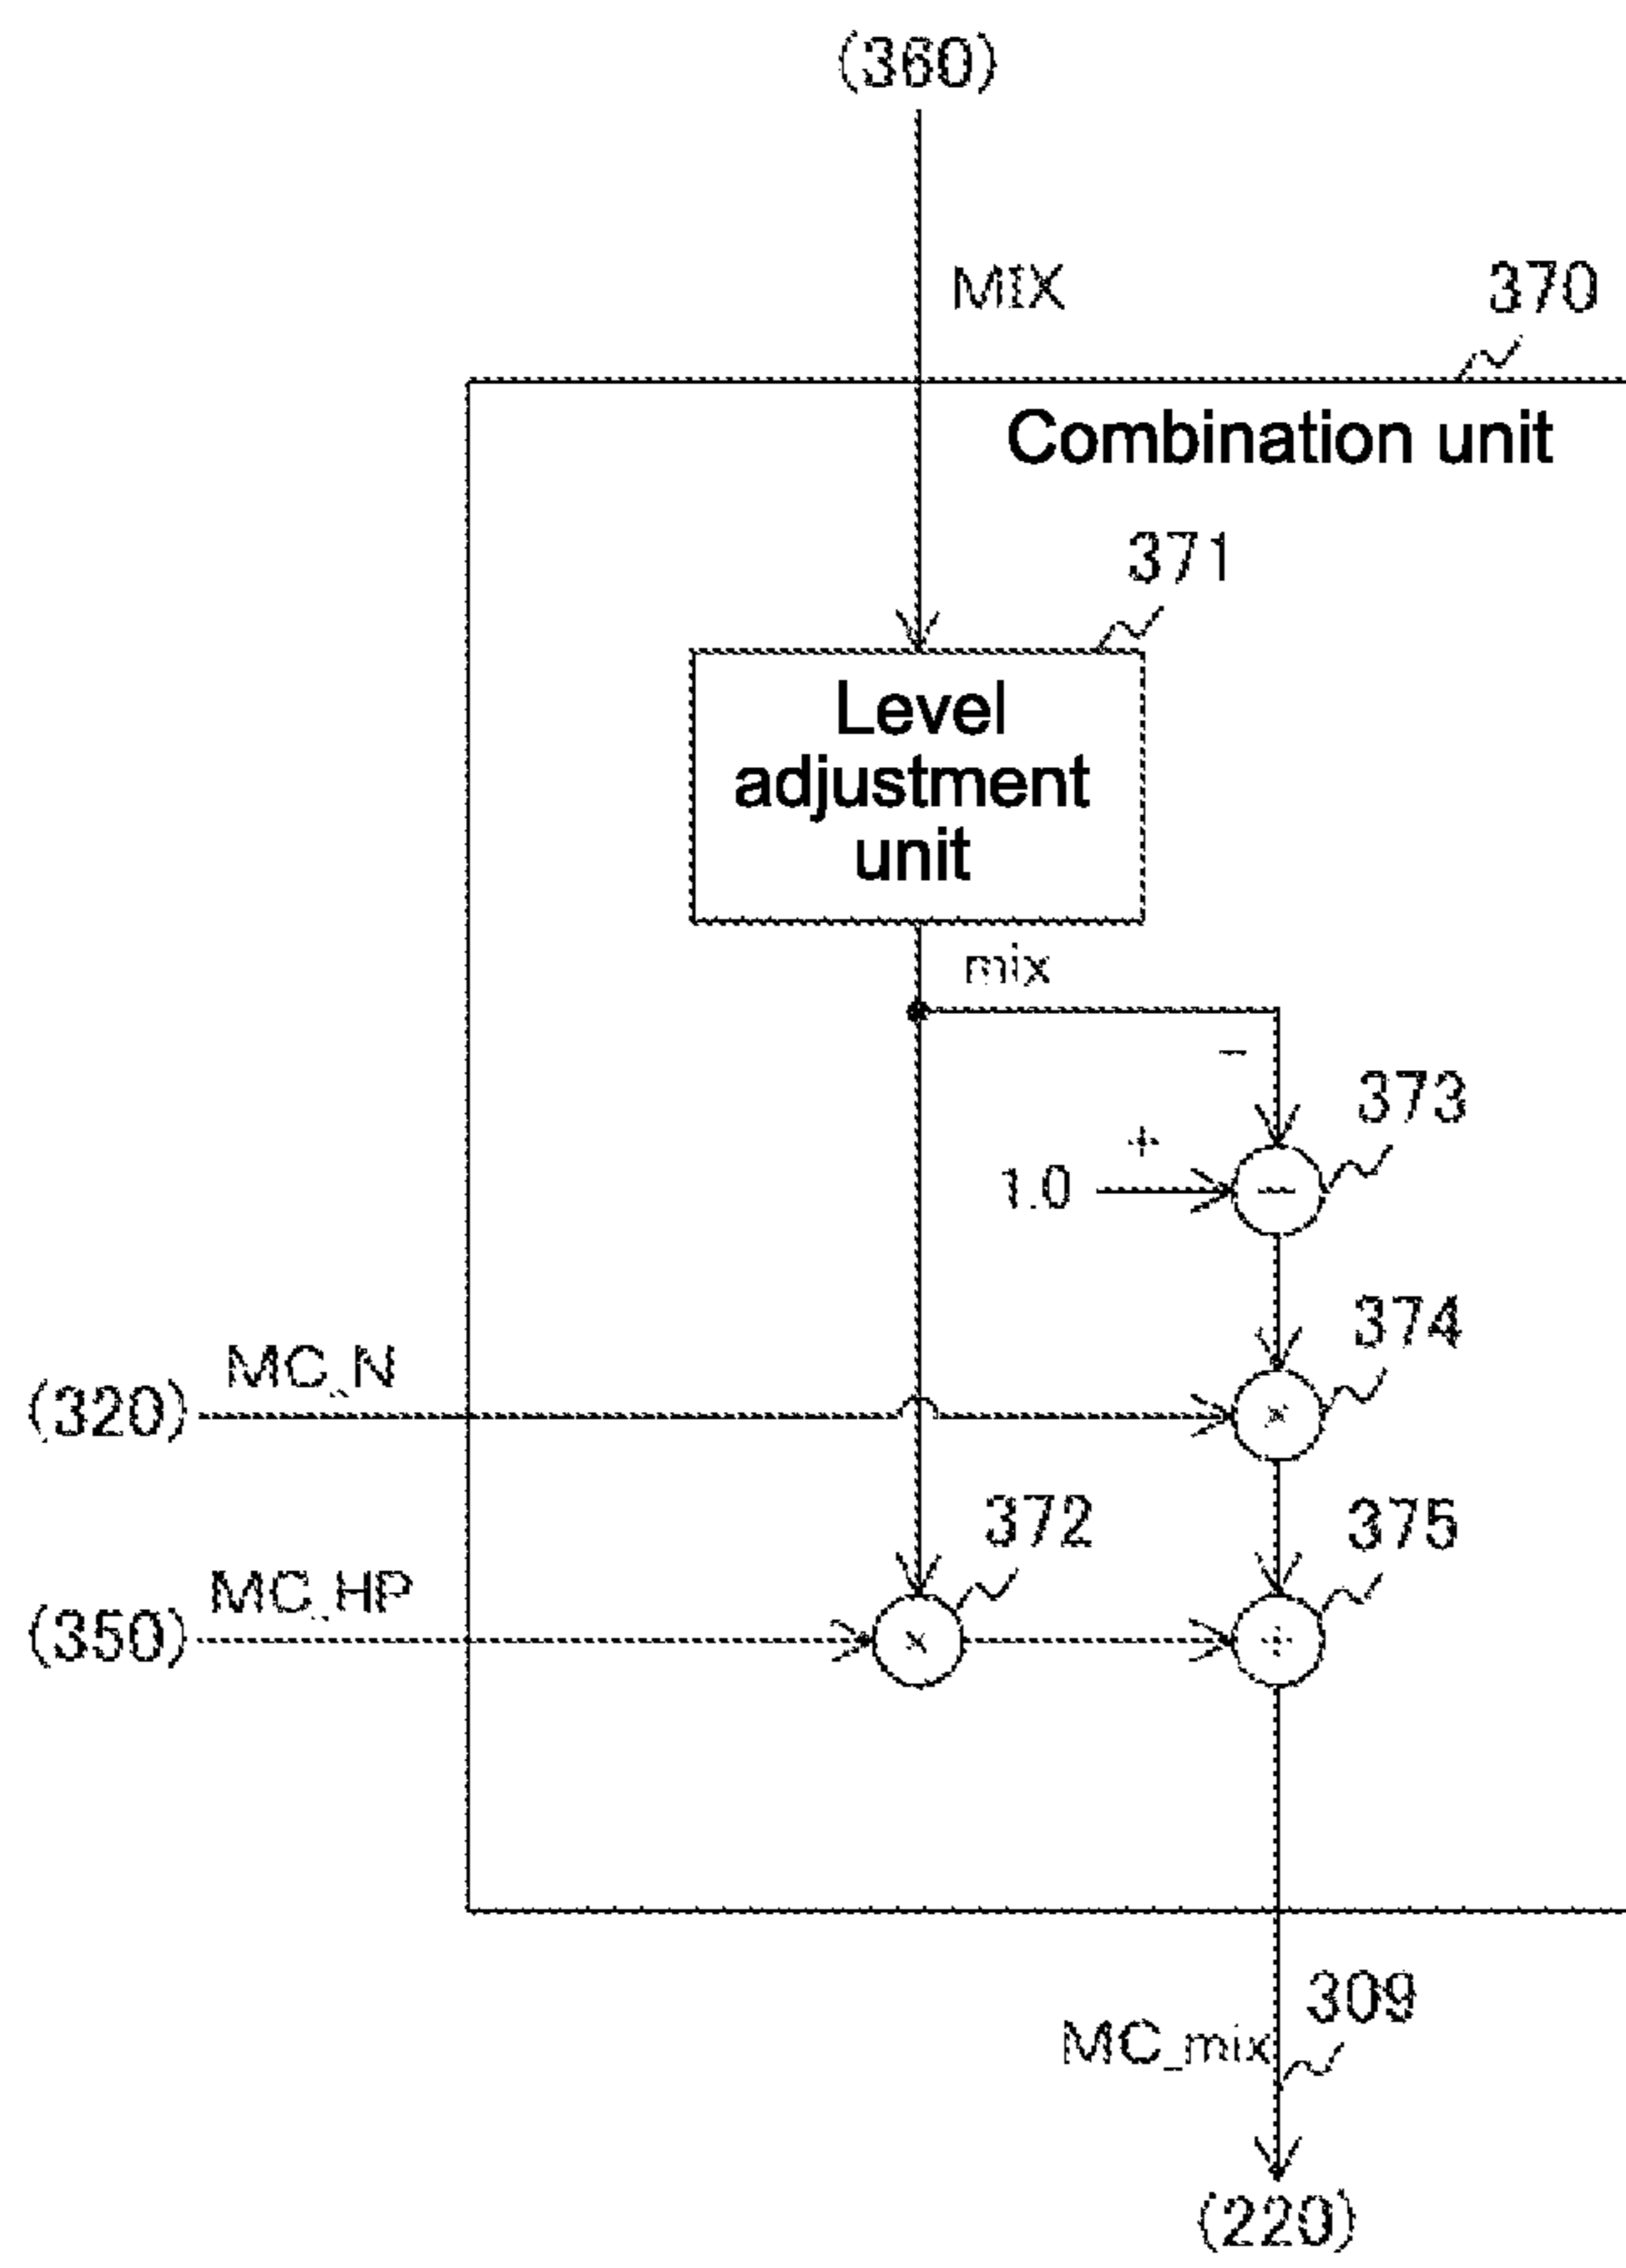 (360)
MIX
370
Combination unit
371
Level
adjustment
unit
mix
−
373
+
1.0
−
374
MC_N
(320)
×
372
375
MC_HP
(350)
×
+
309
MC_mix
(220)